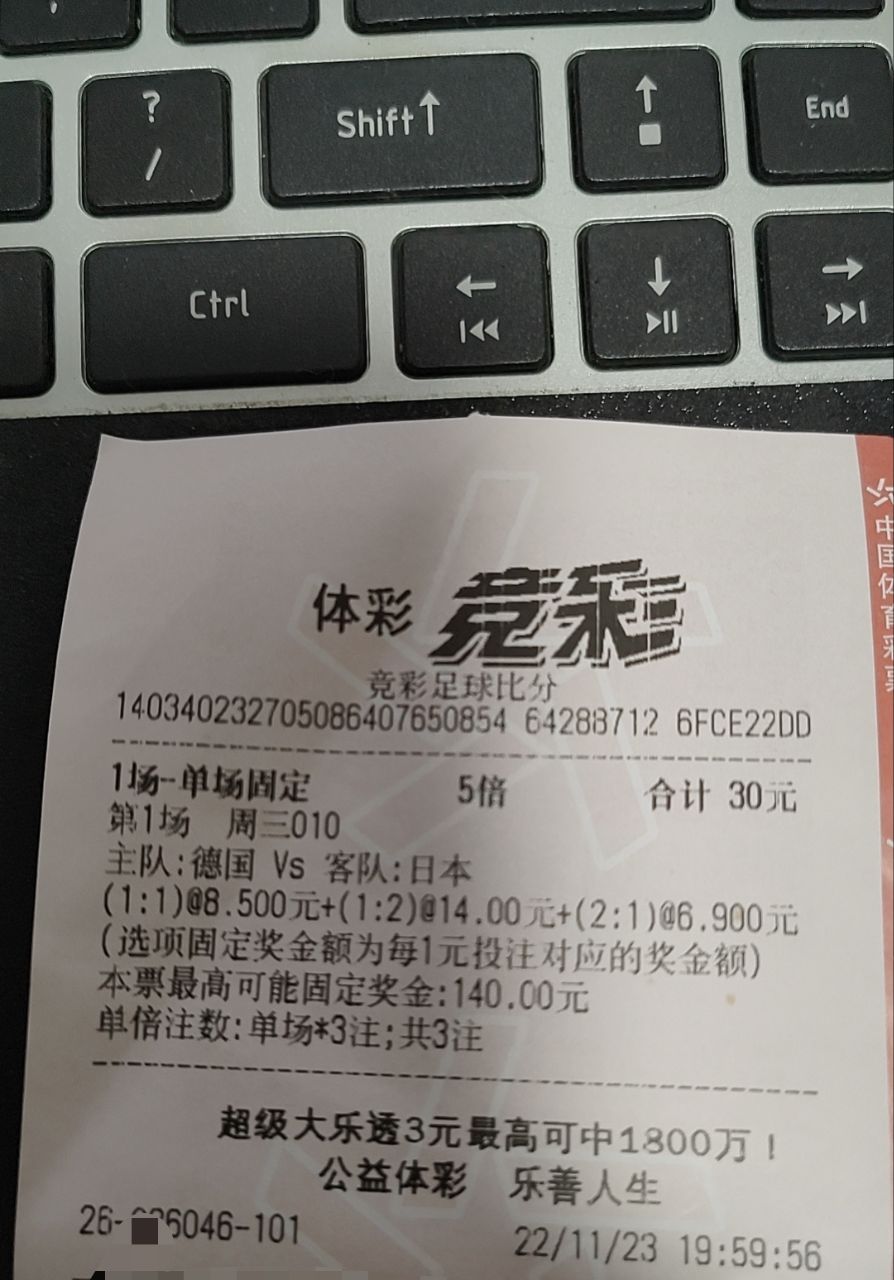 ?
/
Shift↑
↑
End
Ctrl
←
↓
→
体彩 竞彩
竞彩足球比分
140340232705086407650854 64288712 6FCE22DD
1场-单场固定 5倍 合计 30元
第1场 周三010
主队:德国 Vs 客队:日本
(1:1)@8.500元+(1:2)@14.00元+(2:1)@6.900元
(选项固定奖金额为每1元投注对应的奖金额)
本票最高可能固定奖金:140.00元
单倍注数:单场*3注;共3注
超级大乐透3元最高可中1800万!
公益体彩 乐善人生
26- 6046-101 22/11/23 19:59:56
中国体育彩票